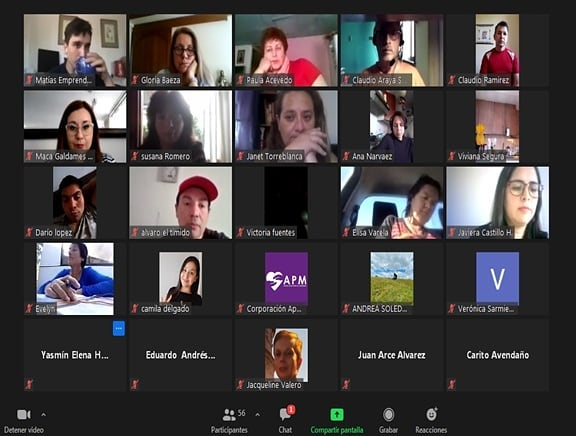 Matías Emprend...
Gloria Baeza
Paula Acevedo
Claudio Araya S...
Claudio Ramirez
Maca Galdames ...
susana Romero
Janet Torreblanca
Ana Narvaez
Viviana Segura
Darío lopez
alvaro el timido
Victoria fuentes
Elisa Varela
Javiera Castillo H.
Evelyn
camila delgado
APM
Corporación Ap...
ANDREA SOLED...
V
Verónica Sarmie...
Yasmín Elena H...
Eduardo Andrés...
Jacqueline Valero
Juan Arce Alvarez
Carito Avendaño
Detener video
56
Participantes
1
Chat
Compartir pantalla
Grabar
Reacciones